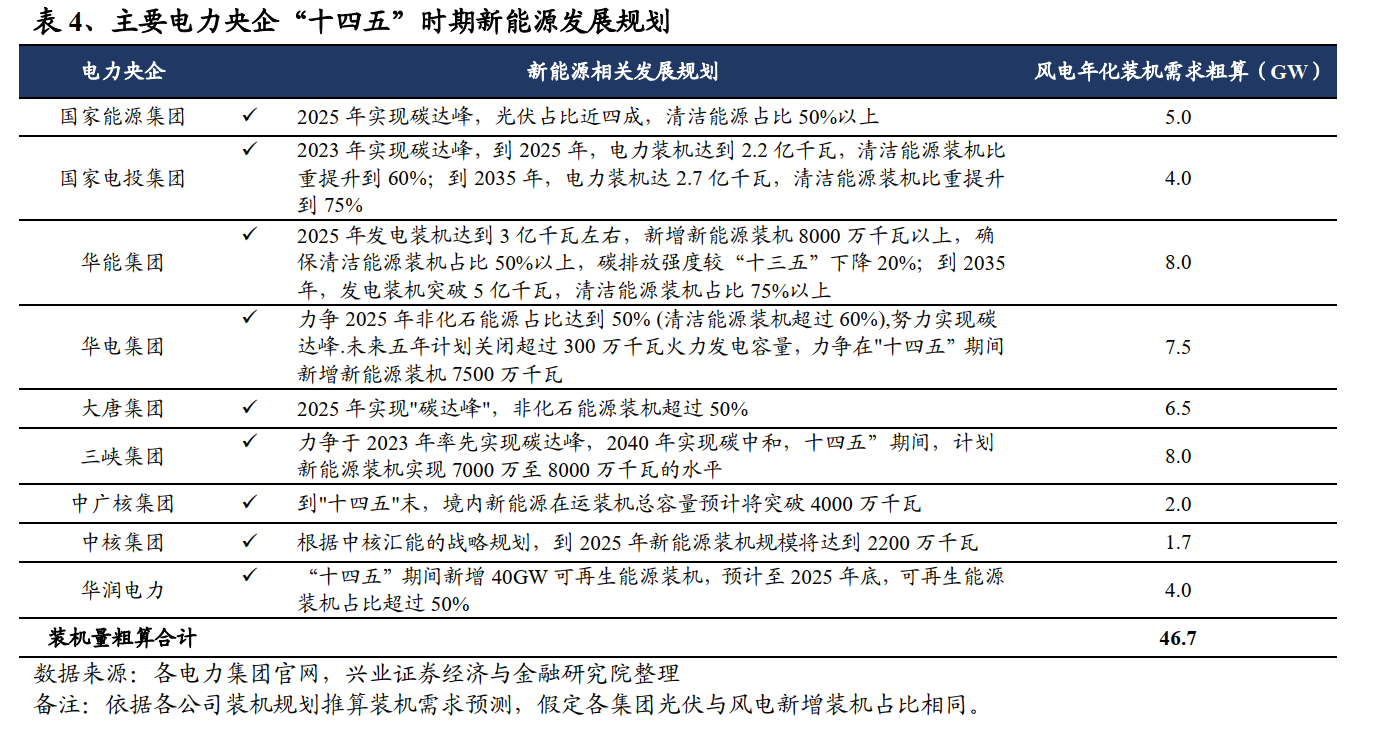 表 4、主要电力央企“十四五”时期新能源发展规划
电力央企 新能源相关发展规划 风电年化装机需求粗算（GW）
国家能源集团 ✓ 2025 年实现碳达峰，光伏占比近四成，清洁能源占比 50%以上 5.0
国家电投集团 ✓ 2023 年实现碳达峰，到 2025 年，电力装机达到 2.2 亿千瓦，清洁能源装机比
重提升到 60%；到 2035 年，电力装机达 2.7 亿千瓦，清洁能源装机比重提升
到 75%
4.0
华能集团 ✓ 2025 年发电装机达到 3 亿千瓦左右，新增新能源装机 8000 万千瓦以上，确
保清洁能源装机占比 50%以上，碳排放强度较“十三五”下降 20%；到 2035
年，发电装机突破 5 亿千瓦，清洁能源装机占比 75%以上
8.0
华电集团 ✓ 力争 2025 年非化石能源占比达到 50% (清洁能源装机超过 60%),努力实现碳
达峰.未来五年计划关闭超过 300 万千瓦火力发电容量，力争在"十四五”期间
新增新能源装机 7500 万千瓦
7.5
大唐集团 ✓ 2025 年实现"碳达峰"，非化石能源装机超过 50% 6.5
三峡集团 ✓ 力争于 2023 年率先实现碳达峰，2040 年实现碳中和，十四五”期间，计划
新能源装机实现 7000 万至 8000 万千瓦的水平
8.0
中广核集团 ✓ 到"十四五"末，境内新能源在运装机总容量预计将突破 4000 万千瓦 2.0
中核集团 ✓ 根据中核汇能的战略规划，到 2025 年新能源装机规模将达到 2200 万千瓦 1.7
华润电力 ✓ “十四五”期间新增 40GW 可再生能源装机，预计至 2025 年底，可再生能源
装机占比超过 50%
4.0
装机量粗算合计 46.7
数据来源：各电力集团官网，兴业证券经济与金融研究院整理
备注：依据各公司装机规划推算装机需求预测，假定各集团光伏与风电新增装机占比相同。